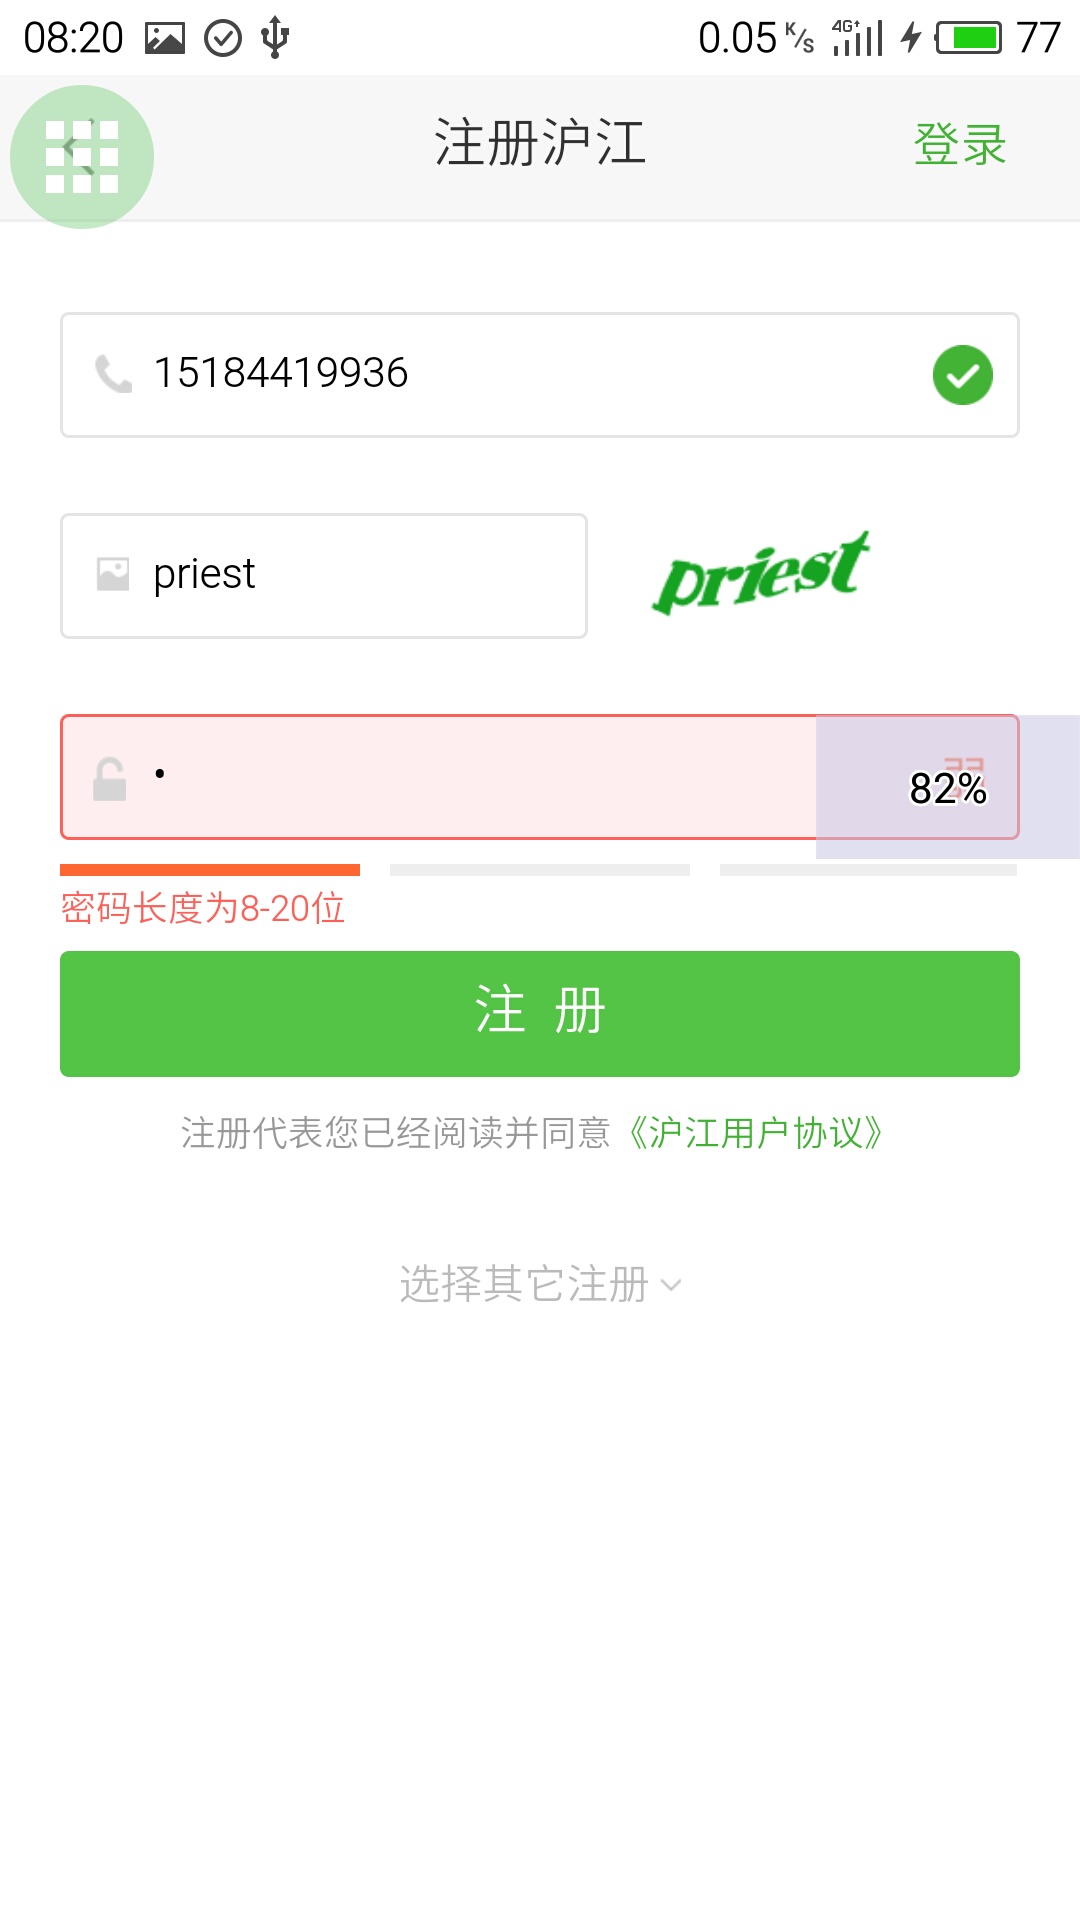 08:20 0.05 K/s 4G 77
注册沪江 登录
15184419936
priest priest
• 82%
密码长度为8-20位
注 册
注册代表您已经阅读并同意《沪江用户协议》
选择其它注册